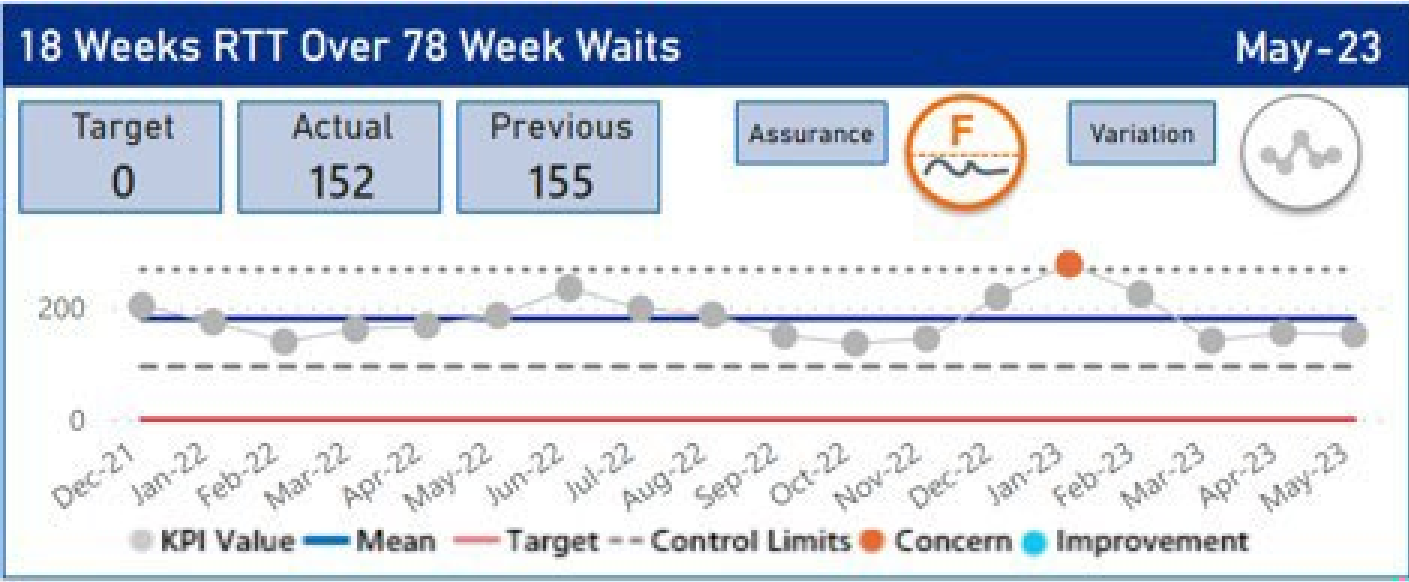 18 Weeks RTT Over 78 Week Waits May-23
Target Actual Previous Assurance F Variation
0 152 155
200
0
Dec-21 Jan-22 Feb-22 Mar-22 Apr-22 May-22 Jun-22 Jul-22 Aug-22 Sep-22 Oct-22 Nov-22 Dec-22 Jan-23 Feb-23 Mar-23 Apr-23 May-23
KPI Value Mean Target Control Limits Concern Improvement